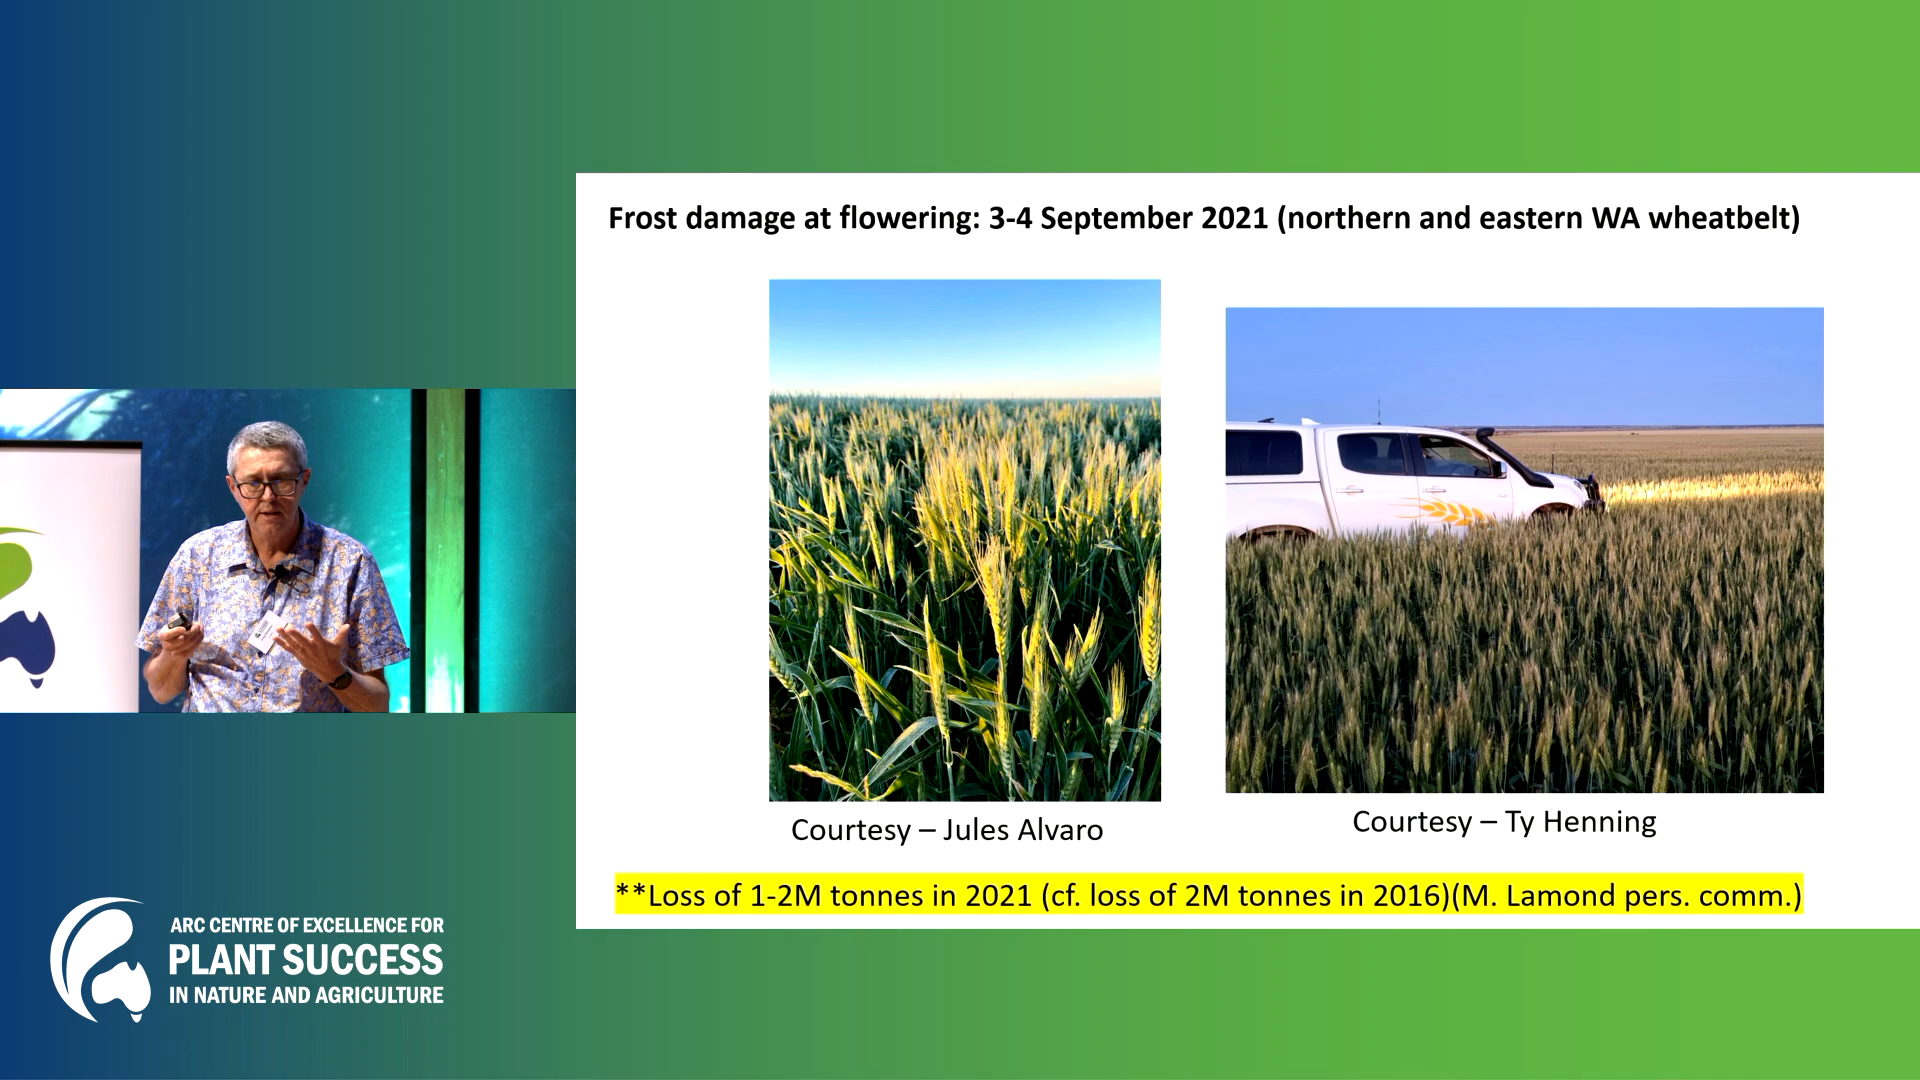 Frost damage at flowering: 3-4 September 2021 (northern and eastern WA wheatbelt)
Courtesy – Jules Alvaro
Courtesy – Ty Henning
**Loss of 1-2M tonnes in 2021 (cf. loss of 2M tonnes in 2016)(M. Lamond pers. comm.)
ARC CENTRE OF EXCELLENCE FOR
PLANT SUCCESS
IN NATURE AND AGRICULTURE